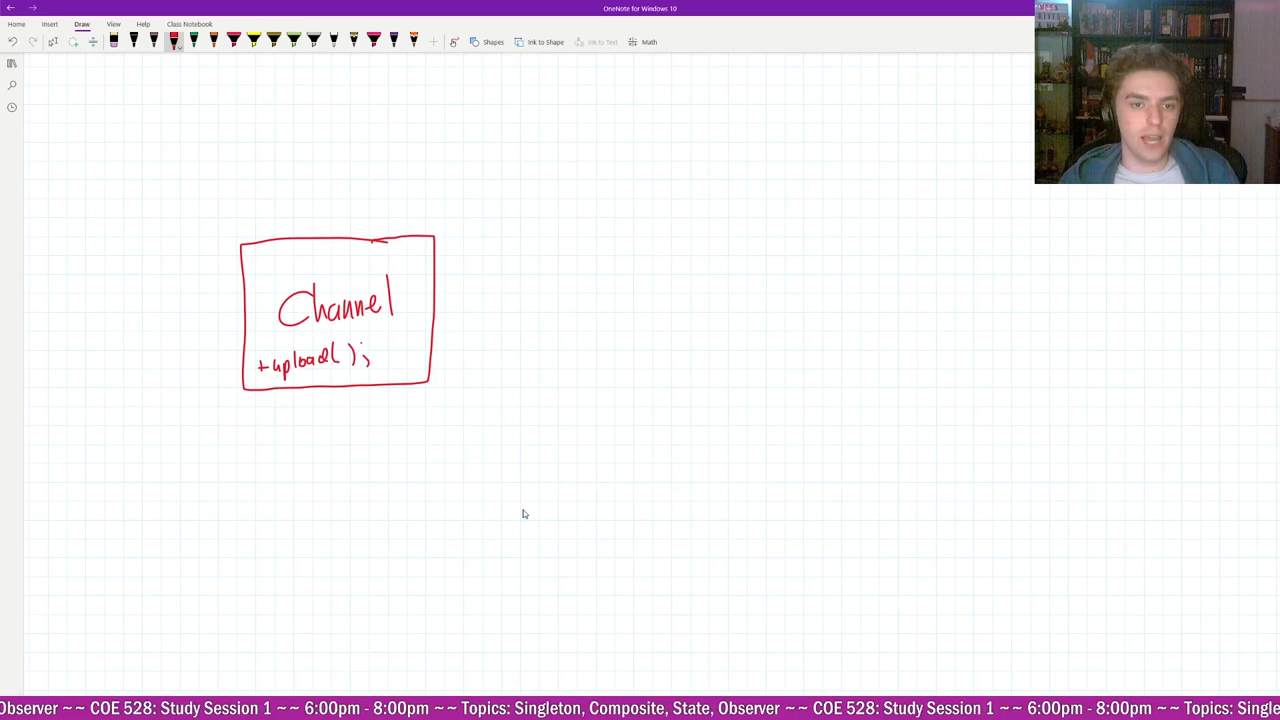 OneNote for Windows 10
Home Insert Draw View Help Class Notebook
Shapes Ink to Shape Ink to Text Math
Channel
+upload();
Observer ~~ COE 528: Study Session 1 ~~ 6:00pm - 8:00pm ~~ Topics: Singleton, Composite, State, Observer ~~ COE 528: Study Session 1 ~~ 6:00pm - 8:00pm ~~ Topics: Single